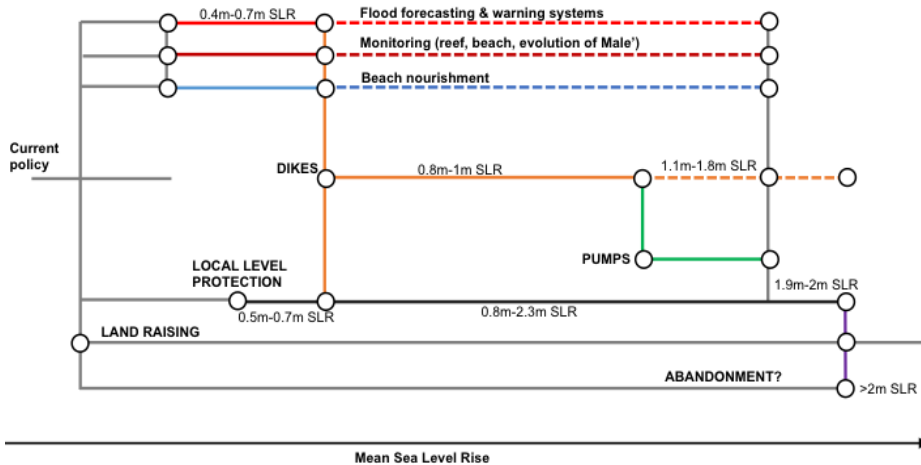 0.4m-0.7m SLR
Flood forecasting & warning systems
Monitoring (reef, beach, evolution of Male’)
Beach nourishment
Current
policy
DIKES
0.8m-1m SLR
1.1m-1.8m SLR
PUMPS
LOCAL LEVEL
PROTECTION
1.9m-2m SLR
0.5m-0.7m SLR
0.8m-2.3m SLR
LAND RAISING
ABANDONMENT?
>2m SLR
Mean Sea Level Rise